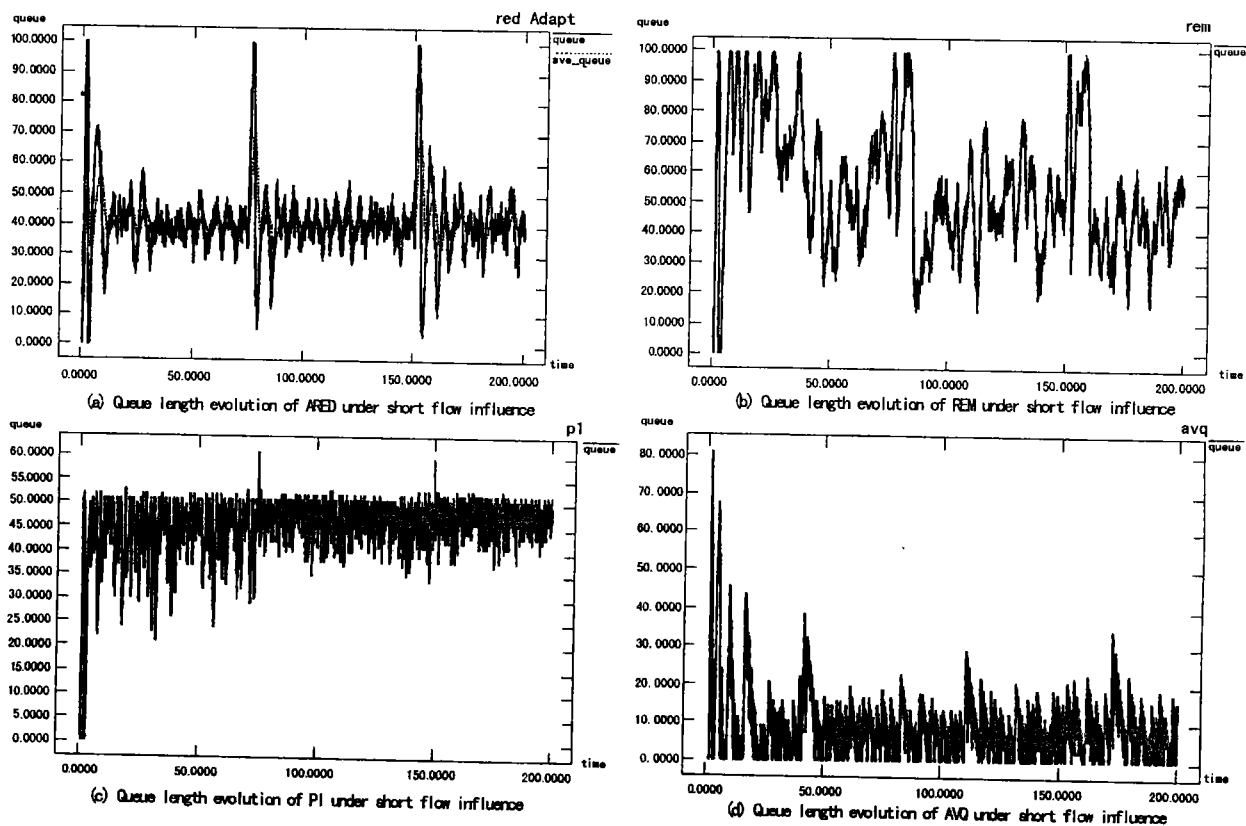 queue
red Adapt
queue
ave_queue
100.0000
90.0000
80.0000
70.0000
60.0000
50.0000
40.0000
30.0000
20.0000
10.0000
0.0000
time
0.0000 50.0000 100.0000 150.0000 200.0000
(a) Queue length evolution of ARED under short flow influence
queue
rem
queue
100.0000
90.0000
80.0000
70.0000
60.0000
50.0000
40.0000
30.0000
20.0000
10.0000
0.0000
time
0.0000 50.0000 100.0000 150.0000 200.0000
(b) Queue length evolution of REM under short flow influence
queue
pI
queue
60.0000
55.0000
50.0000
45.0000
40.0000
35.0000
30.0000
25.0000
20.0000
15.0000
10.0000
5.0000
0.0000
time
0.0000 50.0000 100.0000 150.0000 200.0000
(c) Queue length evolution of PI under short flow influence
queue
avq
queue
80.0000
70.0000
60.0000
50.0000
40.0000
30.0000
20.0000
10.0000
0.0000
time
0.0000 50.0000 100.0000 150.0000 200.0000
(d) Queue length evolution of AVQ under short flow influence